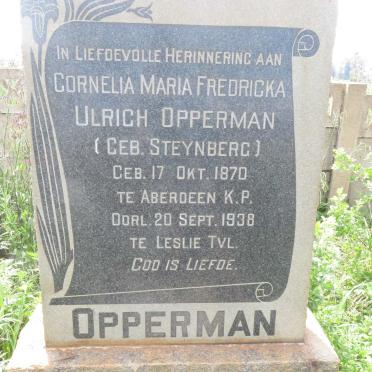 IN LIEFDEVOLLE HERINNERING AAN
CORNELIA MARIA FREDRICKA
ULRICH OPPERMAN
(GEB. STEYNBERG)
GEB. 17 OKT. 1870
TE ABERDEEN K.P.
OORL. 20 SEPT. 1938
TE LESLIE TVL.
GOD IS LIEFDE.
OPPERMAN